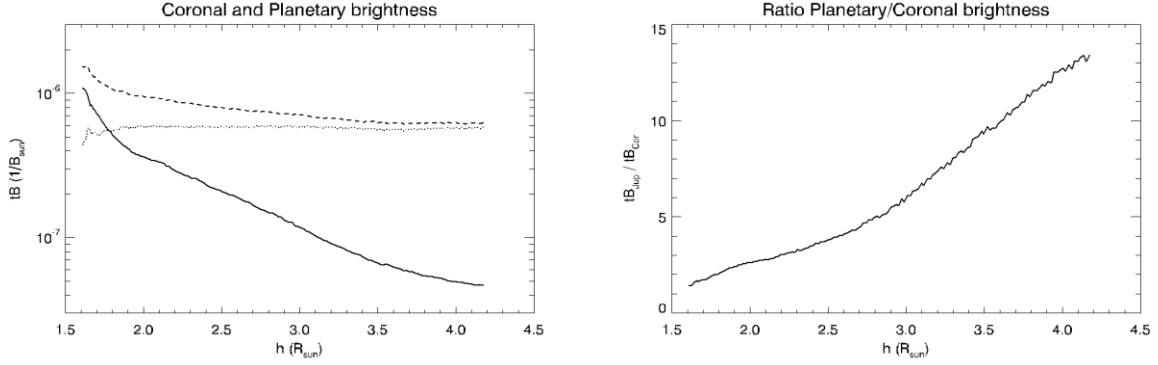 Coronal and Planetary brightness
tB (1/B_sun)
10^-6
10^-7
1.5 2.0 2.5 3.0 3.5 4.0 4.5
h (R_sun)
Ratio Planetary/Coronal brightness
tB_Jup / tB_Cor
15
10
5
0
1.5 2.0 2.5 3.0 3.5 4.0 4.5
h (R_sun)